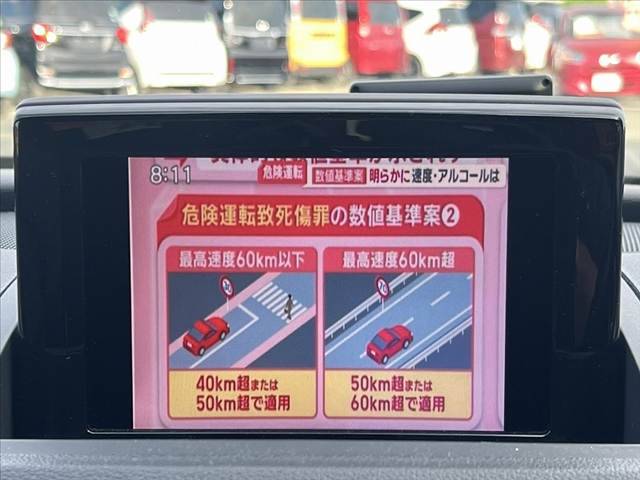 8:11
危険運転 数値基準案 明らかに速度・アルコールは
危険運転致死傷罪の数値基準案❷
最高速度60km以下
40km超または
50km超で適用
最高速度60km超
50km超または
60km超で適用